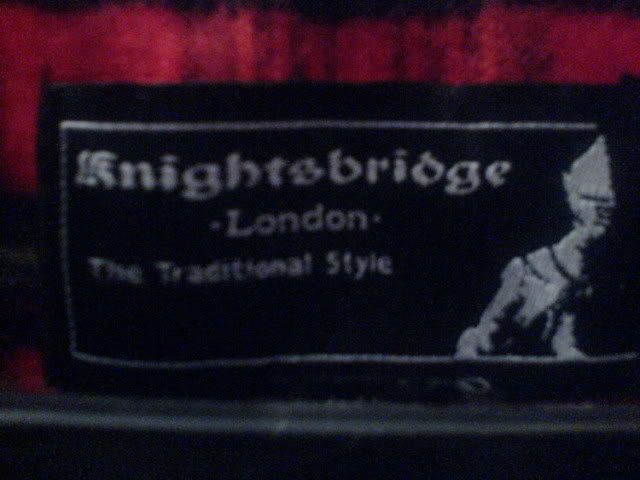 Knightsbridge
·London·
The Traditional Style